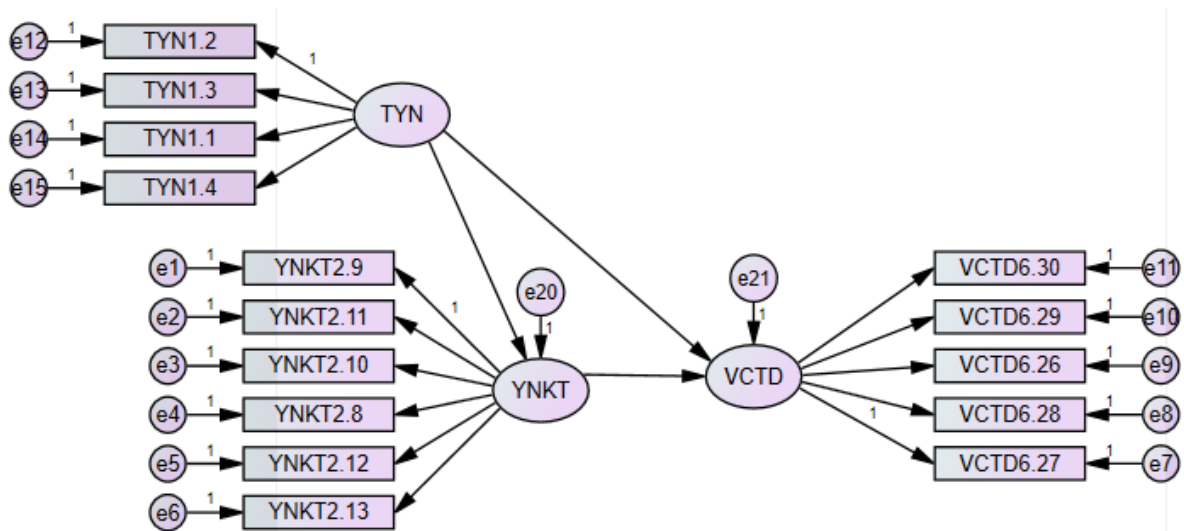 e12 1 TYN1.2
e13 1 TYN1.3
e14 1 TYN1.1
e15 1 TYN1.4
1
TYN
e1 1 YNKT2.9
e2 1 YNKT2.11
e3 1 YNKT2.10
e4 1 YNKT2.8
e5 1 YNKT2.12
e6 1 YNKT2.13
1
e20
1
YNKT
e21
1
VCTD
1
VCTD6.30 1 e11
VCTD6.29 1 e10
VCTD6.26 1 e9
VCTD6.28 1 e8
VCTD6.27 1 e7